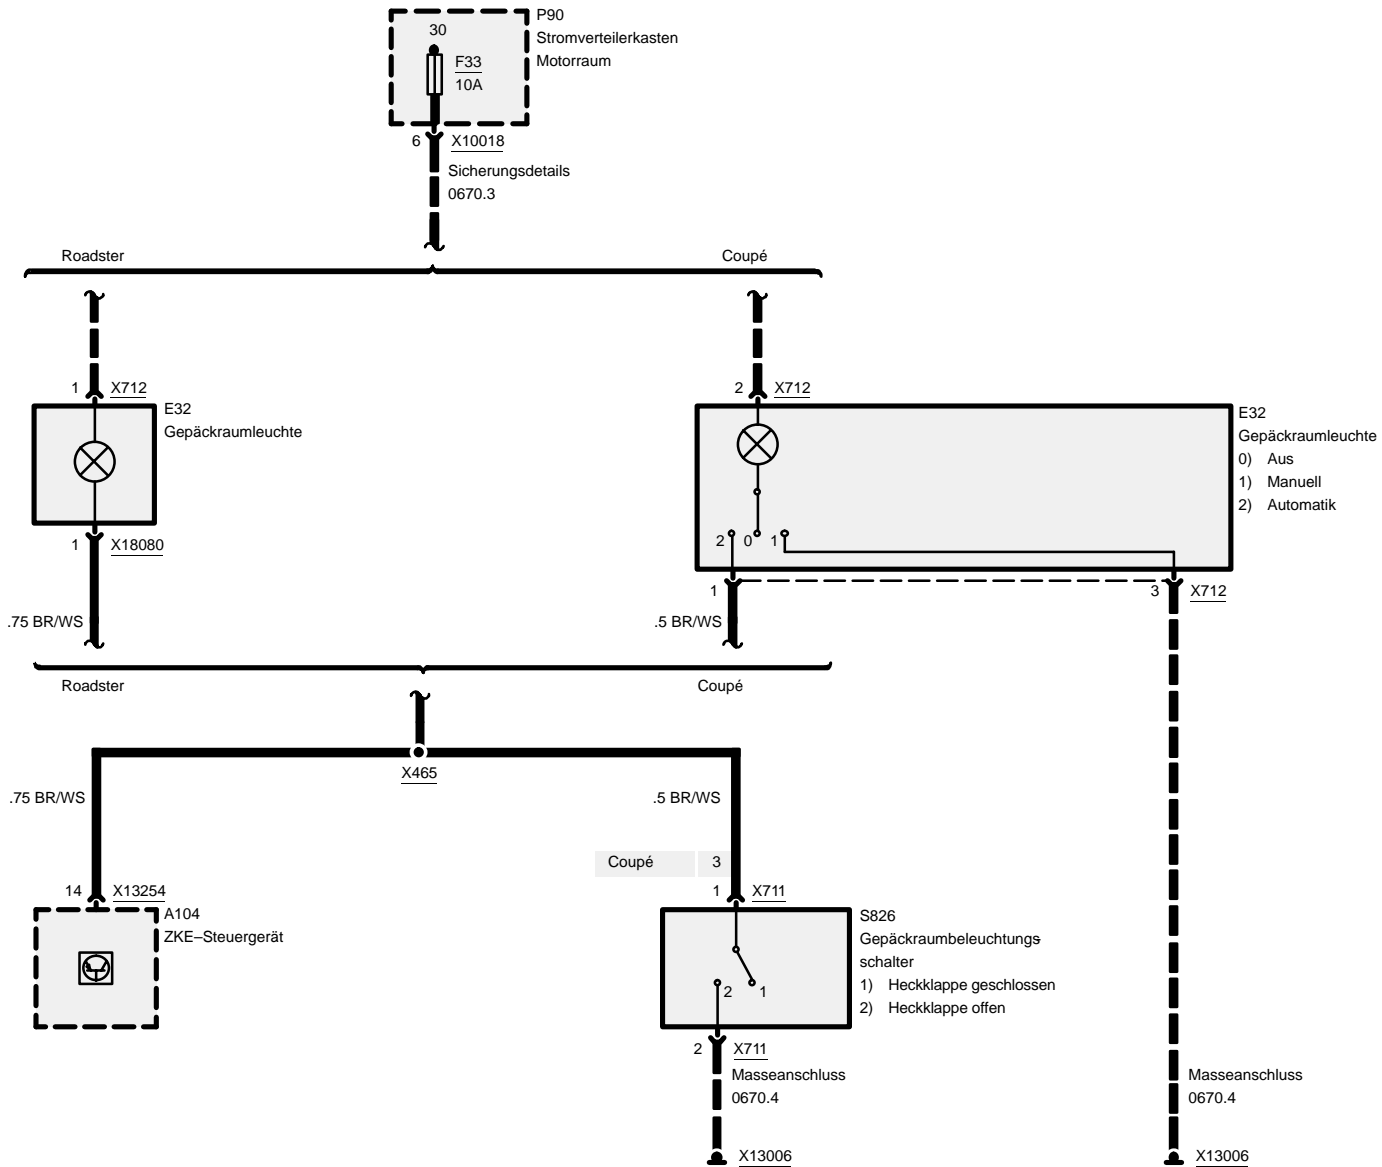 P90
30
Stromverteilerkasten
Motorraum
F33
10A
6 X10018
Sicherungsdetails
0670.3
Roadster Coupé
1 X712
2 X712
E32
Gepäckraumleuchte
E32
Gepäckraumleuchte
0) Aus
1) Manuell
2) Automatik
2 0 1
1 X18080
1
3 X712
.75 BR/WS
.5 BR/WS
Roadster Coupé
X465
.75 BR/WS
.5 BR/WS
Coupé 3
14 X13254
1 X711
A104
ZKE–Steuergerät
S826
Gepäckraumbeleuchtungs-
schalter
1) Heckklappe geschlossen
2) Heckklappe offen
2 1
2 X711
Masseanschluss
0670.4
Masseanschluss
0670.4
X13006
X13006